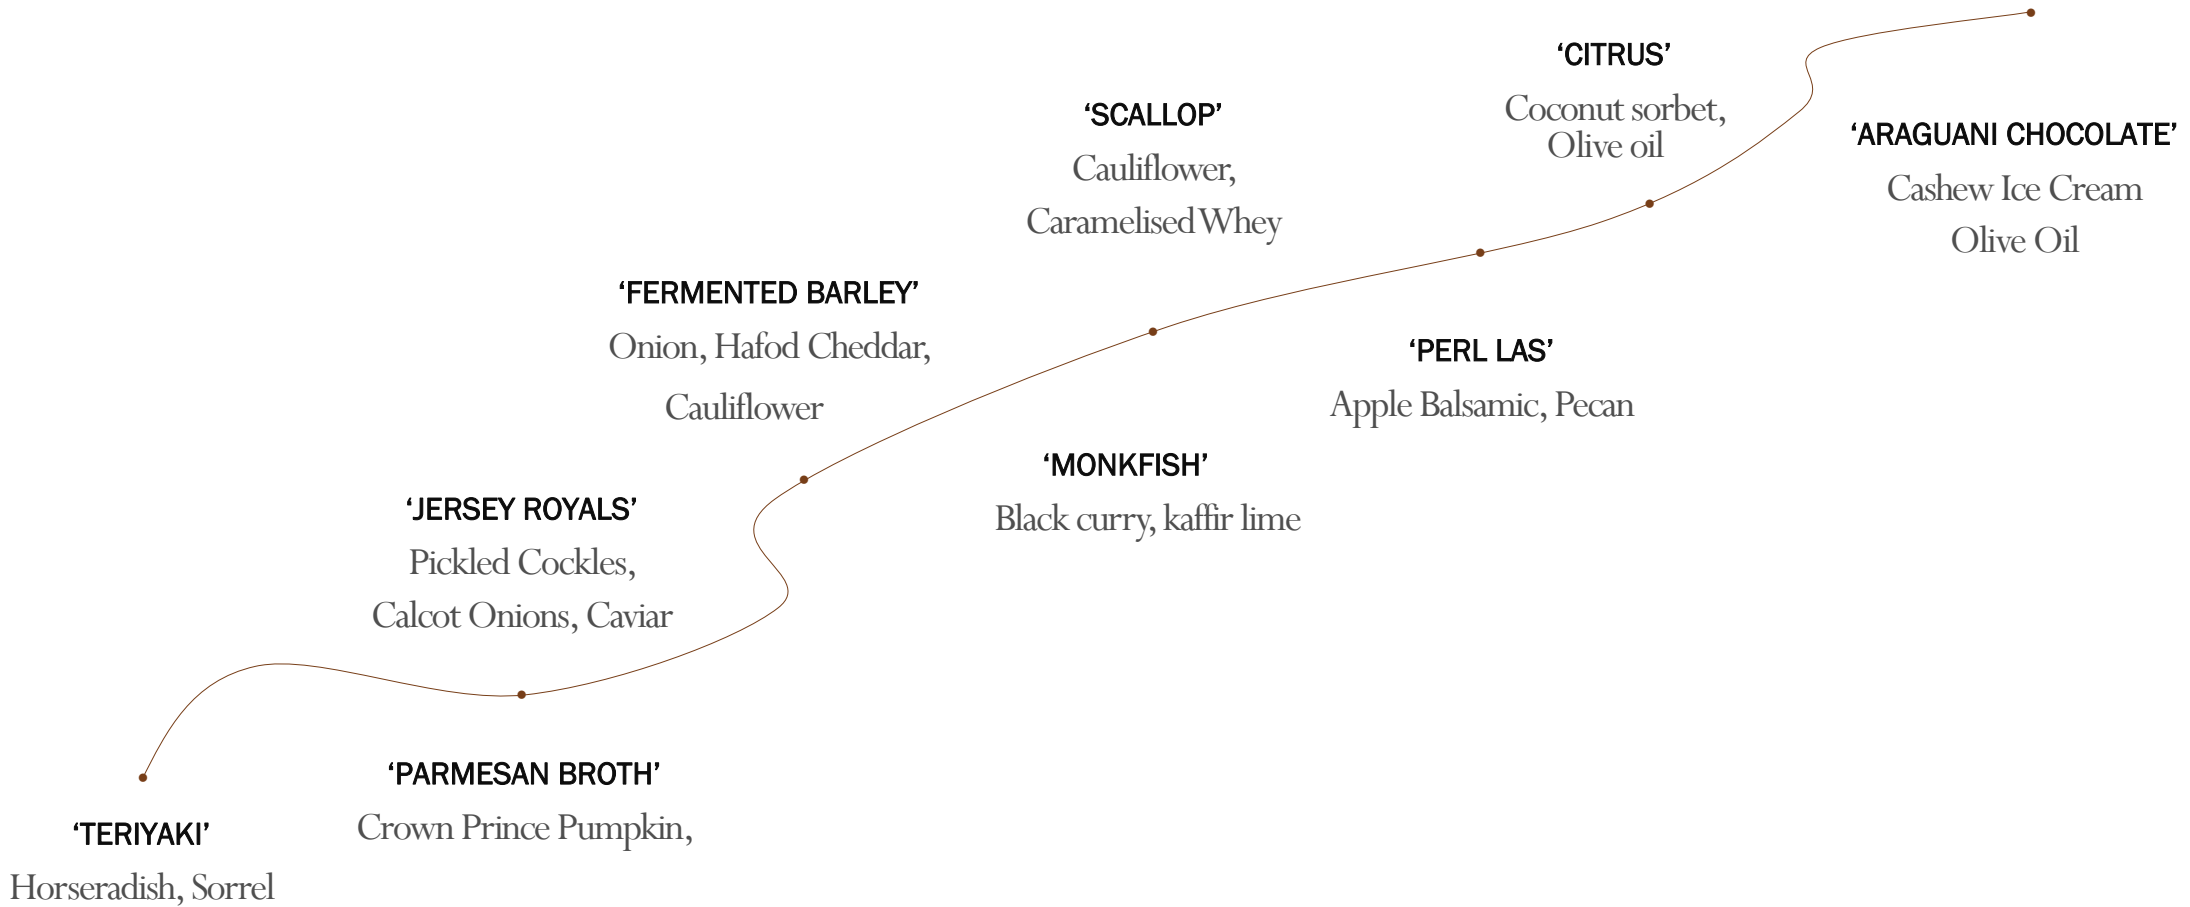 ‘TERIYAKI’
Horseradish, Sorrel
‘JERSEY ROYALS’
Pickled Cockles,
Calcot Onions, Caviar
‘PARMESAN BROTH’
Crown Prince Pumpkin,
‘FERMENTED BARLEY’
Onion, Hafod Cheddar,
Cauliflower
‘SCALLOP’
Cauliflower,
Caramelised Whey
‘MONKFISH’
Black curry, kaffir lime
‘PERL LAS’
Apple Balsamic, Pecan
‘CITRUS’
Coconut sorbet,
Olive oil
‘ARAGUANI CHOCOLATE’
Cashew Ice Cream
Olive Oil